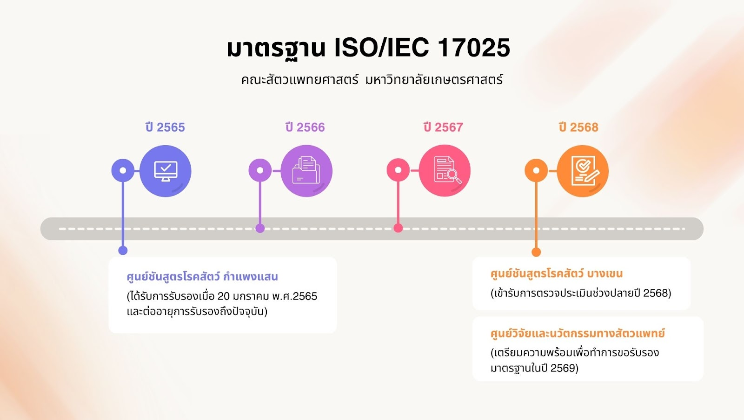 มาตรฐาน ISO/IEC 17025
คณะสัตวแพทยศาสตร์ มหาวิทยาลัยเกษตรศาสตร์
ปี 2565
ปี 2566
ปี 2567
ปี 2568
ศูนย์ชันสูตรโรคสัตว์ กำแพงแสน
(ได้รับการรับรองเมื่อ 20 มกราคม พ.ศ.2565
และต่ออายุการรับรองถึงปัจจุบัน)
ศูนย์ชันสูตรโรคสัตว์ บางเขน
(เข้ารับการตรวจประเมินช่วงปลายปี 2568)
ศูนย์วิจัยและนวัตกรรมทางสัตวแพทย์
(เตรียมความพร้อมเพื่อทำการขอรับรอง
มาตรฐานในปี 2569)